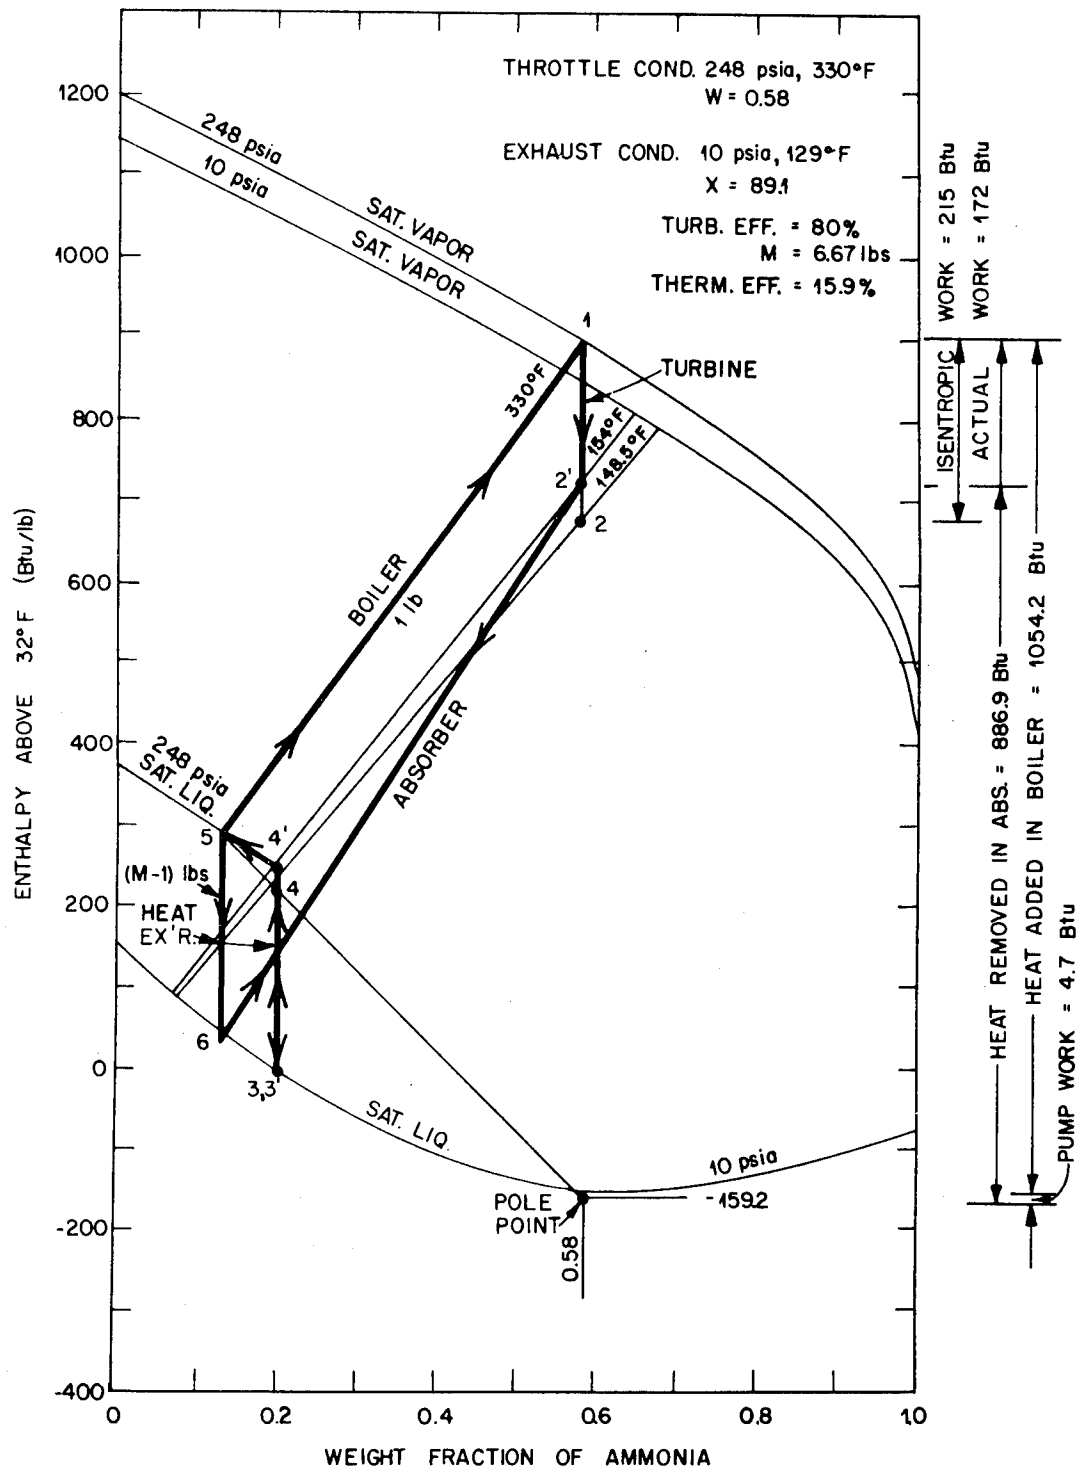 THROTTLE COND. 248 psia, 330°F
W = 0.58
EXHAUST COND. 10 psia, 129°F
X = 89.1
TURB. EFF. = 80%
M = 6.67 lbs
THERM. EFF. = 15.9%
1200
1000
800
600
400
200
0
-200
-400
ENTHALPY ABOVE 32°F (Btu/lb)
248 psia
SAT. VAPOR
10 psia
SAT. VAPOR
1
TURBINE
330°F
154°F
148.5°F
2'
2
BOILER
1 lb
ABSORBER
248 psia
SAT. LIQ.
5
4'
4
(M-1) lbs
HEAT
EX'R.
6
3,3'
SAT. LIQ.
10 psia
POLE
POINT
-159.2
0.58
0
0.2
0.4
0.6
0.8
1.0
WEIGHT FRACTION OF AMMONIA
ISENTROPIC WORK = 215 Btu
ACTUAL WORK = 172 Btu
HEAT REMOVED IN ABS. = 886.9 Btu
HEAT ADDED IN BOILER = 1054.2 Btu
PUMP WORK = 4.7 Btu